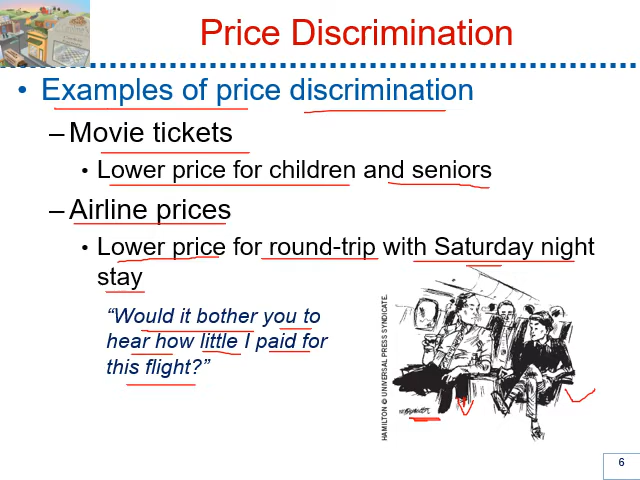 Price Discrimination
• Examples of price discrimination
– Movie tickets
• Lower price for children and seniors
– Airline prices
• Lower price for round-trip with Saturday night
stay
“Would it bother you to
hear how little I paid for
this flight?”
HAMILTON © UNIVERSAL PRESS SYNDICATE.
6